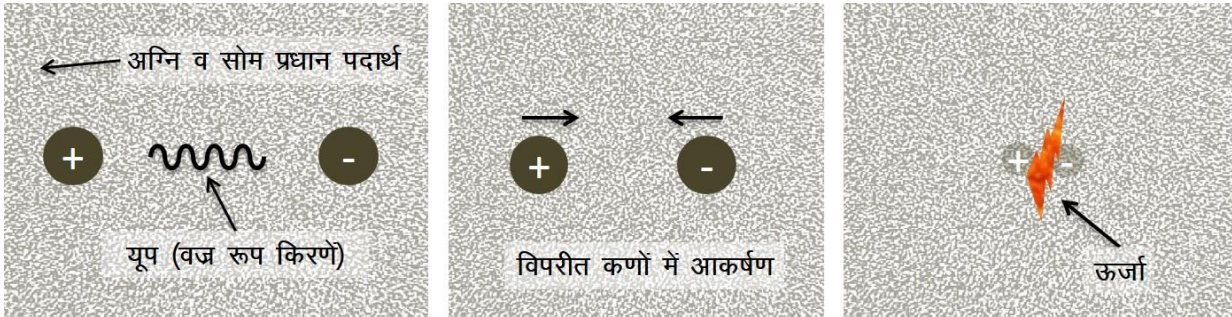 अग्नि व सोम प्रधान पदार्थ
+
-
यूप (वज्र रूप किरणें)
+
-
विपरीत कणों में आकर्षण
+
-
ऊर्जा